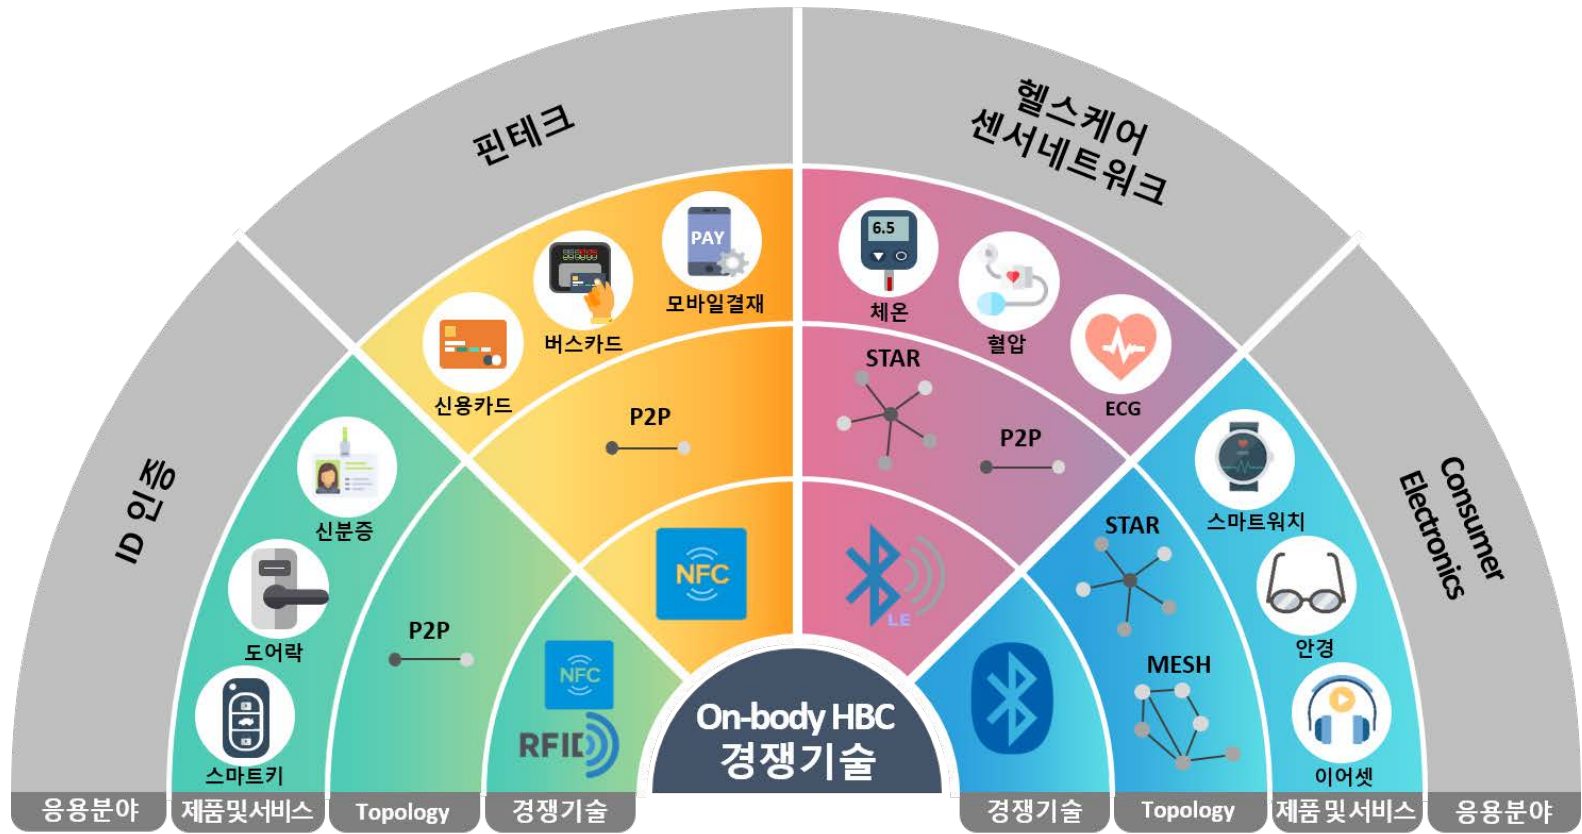 핀테크
헬스케어
센서네트워크
ID 인증
Consumer
Electronics
PAY
모바일결재
버스카드
신용카드
6.5
체온
혈압
ECG
신분증
도어락
스마트키
스마트워치
안경
이어셋
P2P
STAR
P2P
P2P
STAR
MESH
NFC
LE
NFC
RFID
On-body HBC
경쟁기술
응용분야
제품및서비스
Topology
경쟁기술
경쟁기술
Topology
제품 및 서비스
응용분야